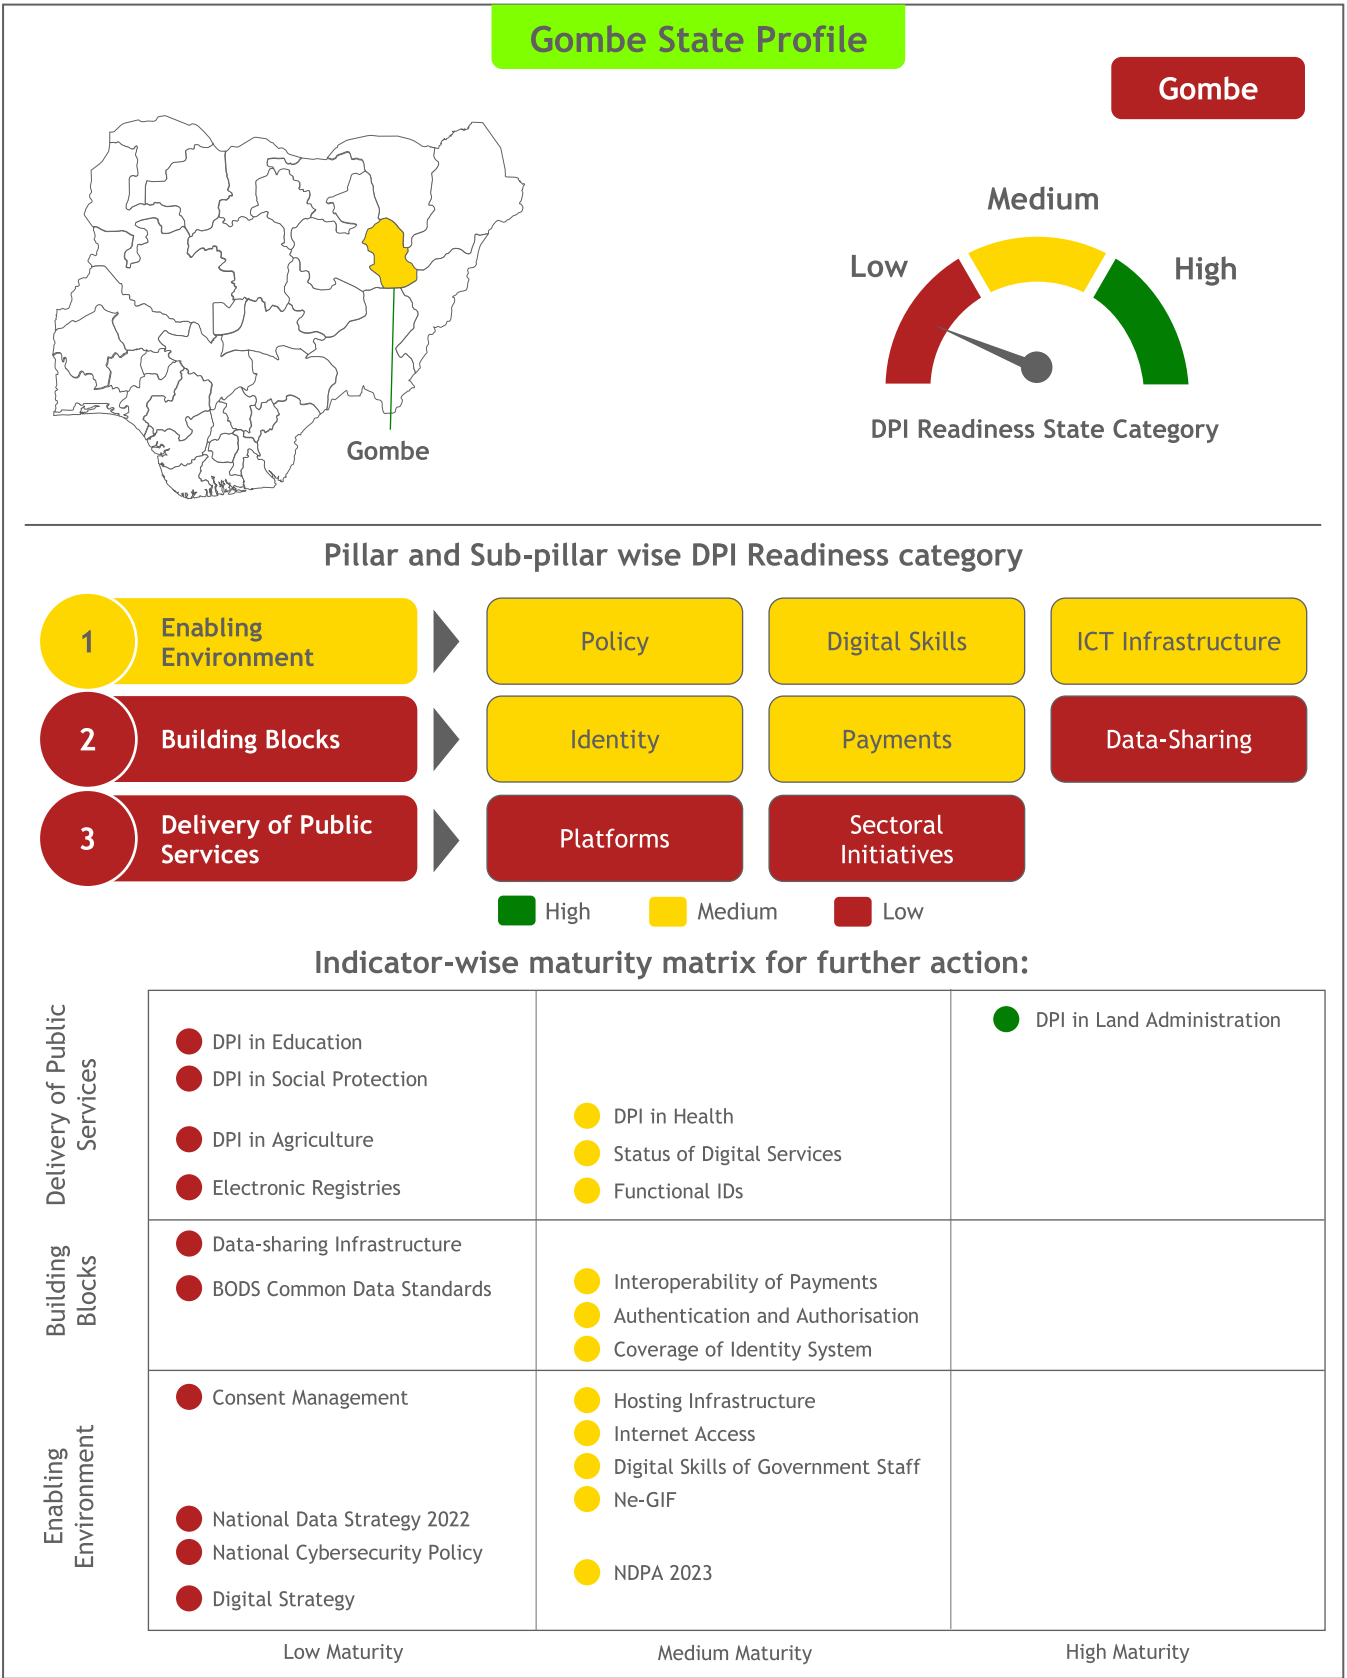 Gombe State Profile
Gombe
Medium
Low
High
DPI Readiness State Category
Gombe
Pillar and Sub-pillar wise DPI Readiness category
1
Enabling
Environment
Policy
Digital Skills
ICT Infrastructure
2
Building Blocks
Identity
Payments
Data-Sharing
3
Delivery of Public
Services
Platforms
Sectoral
Initiatives
High
Medium
Low
Indicator-wise maturity matrix for further action:
Delivery of Public
Services
DPI in Education
DPI in Social Protection
DPI in Agriculture
Electronic Registries
DPI in Health
Status of Digital Services
Functional IDs
DPI in Land Administration
Building
Blocks
Data-sharing Infrastructure
BODS Common Data Standards
Interoperability of Payments
Authentication and Authorisation
Coverage of Identity System
Enabling
Environment
Consent Management
National Data Strategy 2022
National Cybersecurity Policy
Digital Strategy
Hosting Infrastructure
Internet Access
Digital Skills of Government Staff
Ne-GIF
NDPA 2023
Low Maturity
Medium Maturity
High Maturity